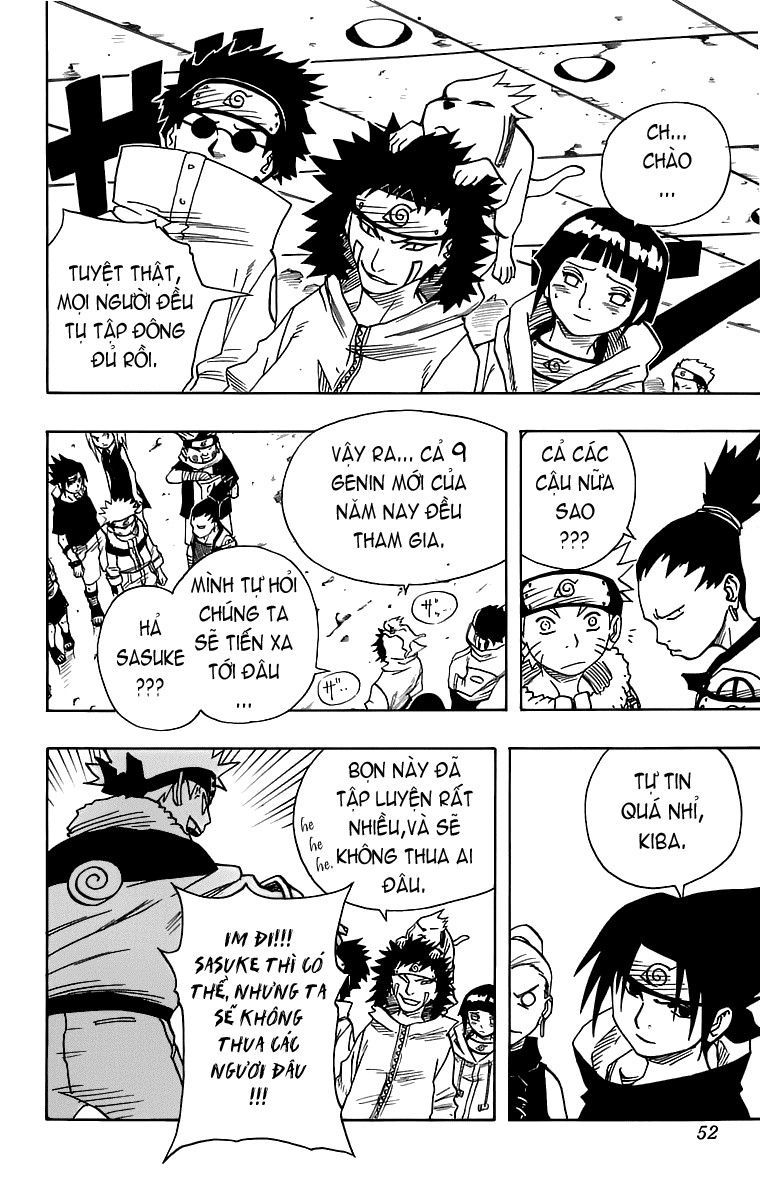 CH...
CHÀO
...
TUYỆT THẬT,
MỌI NGƯỜI ĐỀU
TỤ TẬP ĐÔNG
ĐỦ RỒI.
VẬY RA... CẢ 9
GENIN MỚI CỦA
NĂM NAY ĐỀU
THAM GIA.
MÌNH TỰ HỎI
CHÚNG TA
SẼ TIẾN XA
TỚI ĐÂU
...
HẢ
SASUKE
???
ザッ..
ザ..
CẢ CÁC
CẬU NỮA
SAO
???
BỌN NÀY ĐÃ
TẬP LUYỆN RẤT
NHIỀU,VÀ SẼ
KHÔNG THUA AI
ĐÂU.
he
he
he.
IM ĐI!!!
SASUKE THÌ CÓ
THỂ, NHƯNG TA
SẼ KHÔNG
THUA CÁC
NGƯƠI ĐÂU
!!!
TỰ TIN
QUÁ NHỈ,
KIBA.
52